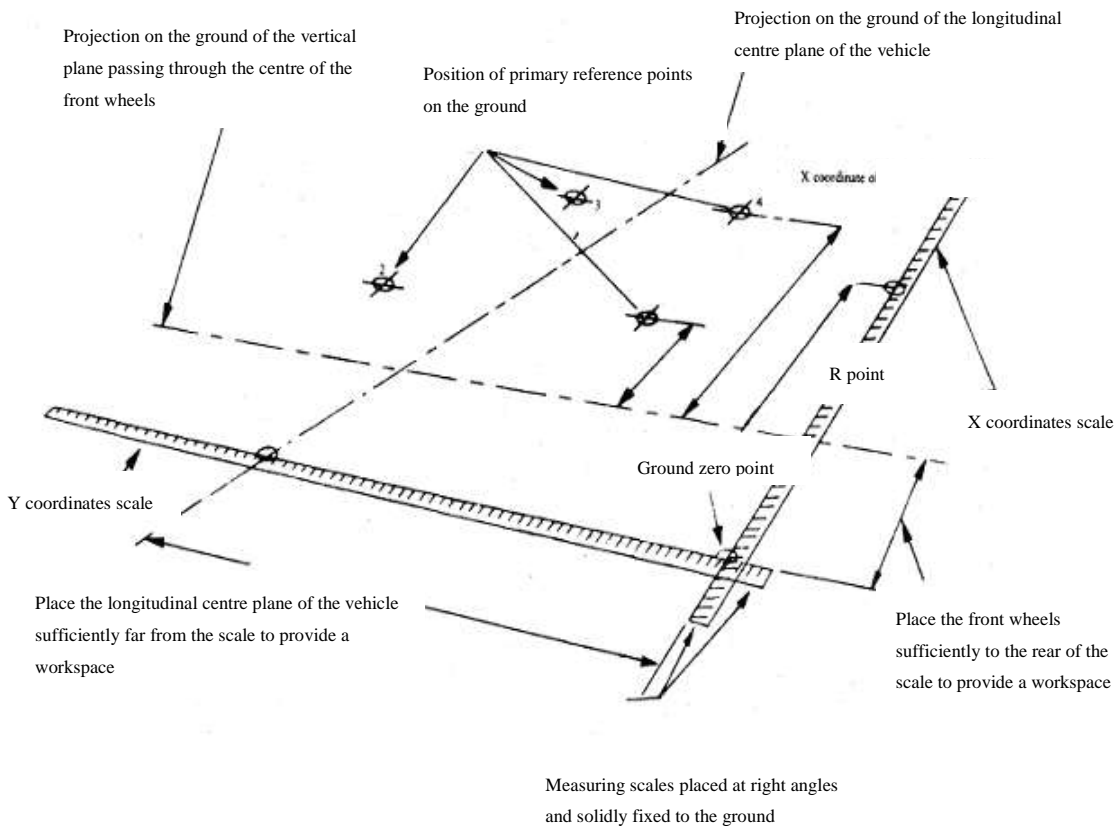 Projection on the ground of the vertical
plane passing through the centre of the
front wheels
Position of primary reference points
on the ground
Projection on the ground of the longitudinal
centre plane of the vehicle
X coordinate o
3
4
2
R point
X coordinates scale
Ground zero point
Y coordinates scale
Place the longitudinal centre plane of the vehicle
sufficiently far from the scale to provide a
workspace
Place the front wheels
sufficiently to the rear of the
scale to provide a workspace
Measuring scales placed at right angles
and solidly fixed to the ground